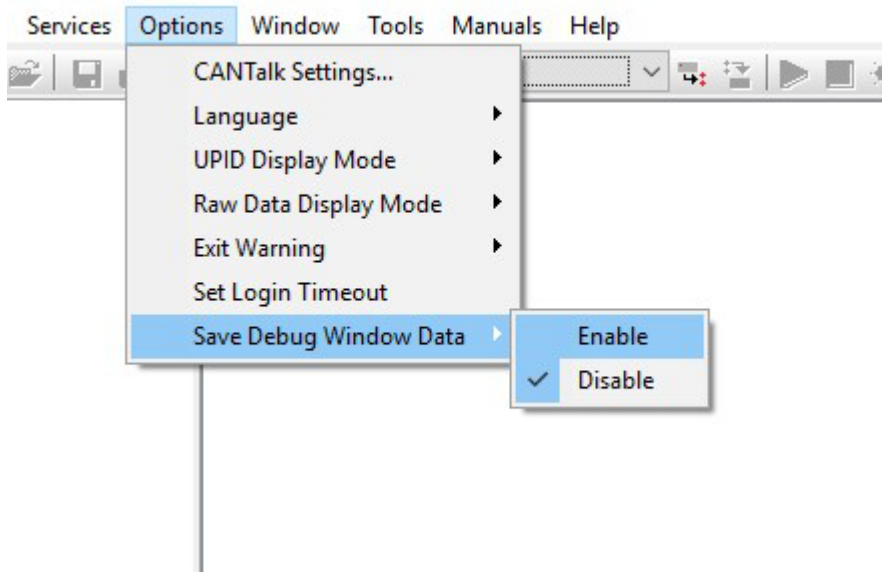 Services Options Window Tools Manuals Help
CANTalk Settings...
Language
UPID Display Mode
Raw Data Display Mode
Exit Warning
Set Login Timeout
Save Debug Window Data
Enable
Disable